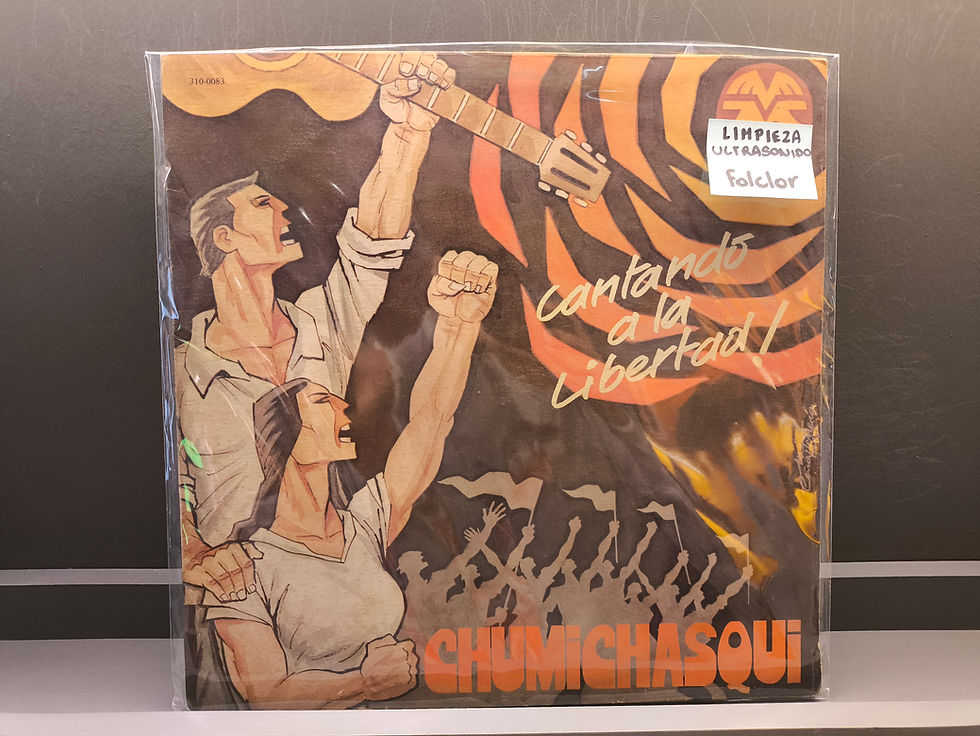 310-0083
LIMPIEZA
ULTRASONIDO
Folclor
Cantando
a la
Libertad!
CHUMiCHASQUi